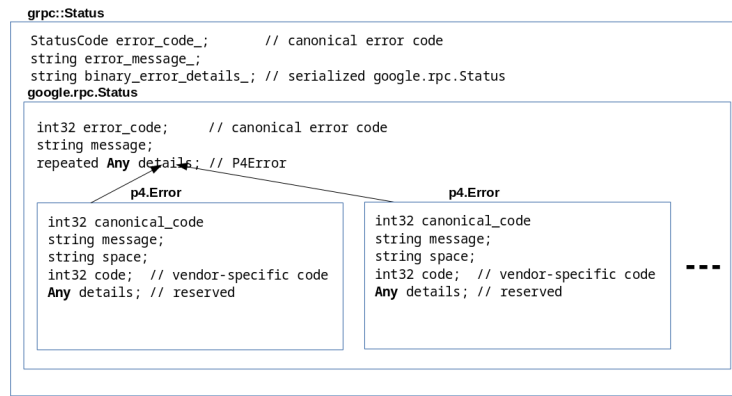 grpc::Status
StatusCode error_code_; // canonical error code
string error_message_;
string binary_error_details_; // serialized google.rpc.Status
google.rpc.Status
int32 error_code; // canonical error code
string message;
repeated Any details; // P4Error
p4.Error
int32 canonical_code
string message;
string space;
int32 code; // vendor-specific code
Any details; // reserved
p4.Error
int32 canonical_code
string message;
string space;
int32 code; // vendor-specific code
Any details; // reserved
---